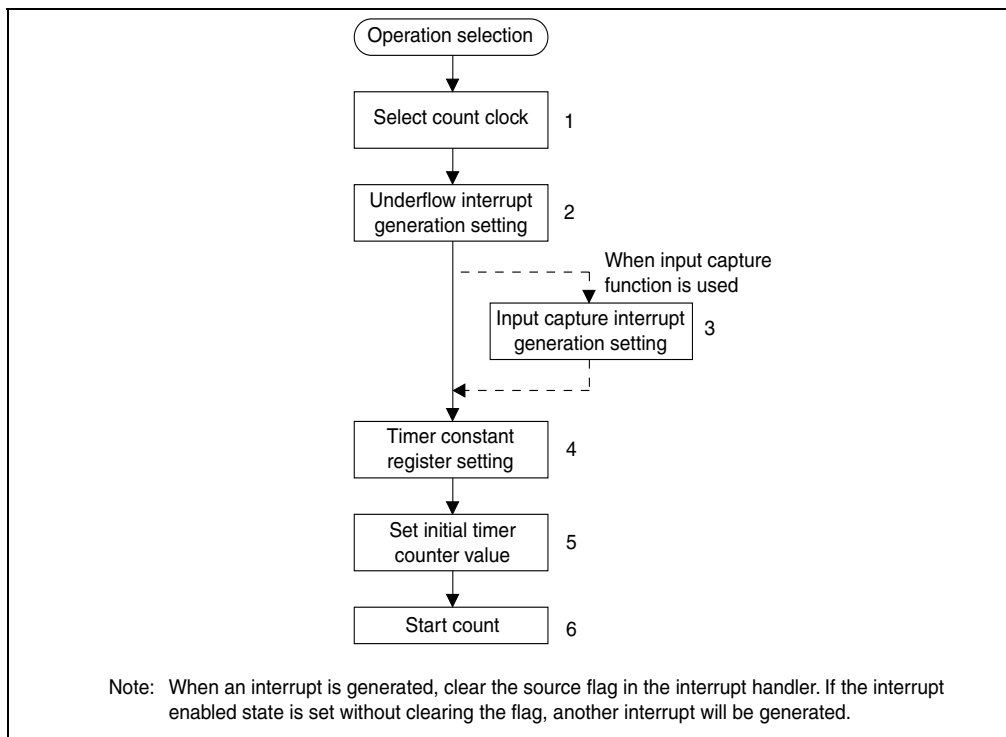 Operation selection
Select count clock
1
Underflow interrupt
generation setting
2
When input capture
function is used
Input capture interrupt
generation setting
3
Timer constant
register setting
4
Set initial timer
counter value
5
Start count
6
Note: When an interrupt is generated, clear the source flag in the interrupt handler. If the interrupt
enabled state is set without clearing the flag, another interrupt will be generated.